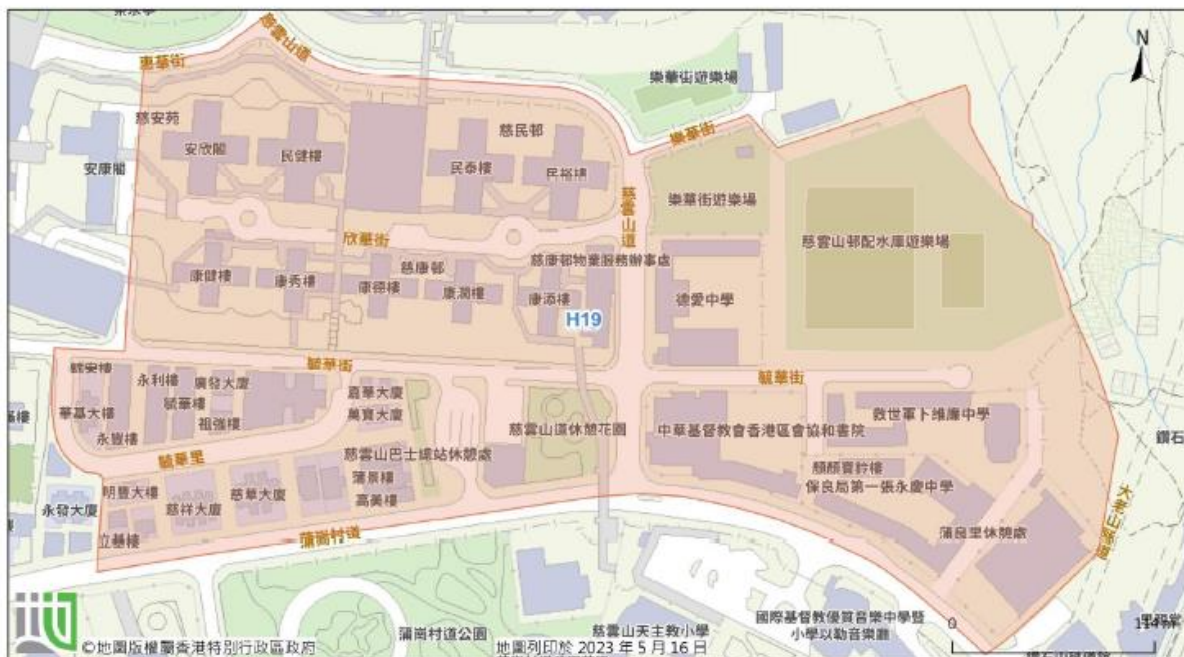 慈雲山道
惠華街
N
樂華街遊樂場
慈安苑
慈民邨
樂華街
安欣閣
民健樓
民泰樓
民裕樓
安康閣
慈雲山道
樂華街遊樂場
慈雲山邨配水庫遊樂場
欣華街
慈康邨物業服務辦事處
慈康邨
康健樓
康秀樓
康德樓
康潤樓
康添樓
德愛中學
H19
毓華街
毓華街
毓安樓
永利樓
廣發大廈
嘉華大廈
毓華樓
華基大樓
祖強樓
萬寶大廈
救世軍卜維廉中學
永豐樓
慈雲山道休憩花園
中華基督教會香港區會協和書院
毓華里
慈雲山巴士總站休憩處
蒲景樓
顏顏寶鈴樓
保良局第一張永慶中學
明豐大樓
慈華大廈
高美樓
永發大廈
慈祥大廈
大老山隧道
鑽石
立基樓
蒲崗村道
蒲良里休憩處
國際基督教優質音樂中學暨
小學以勒音樂廳
0
114 m
蒲崗村道公園
慈雲山天主教小學
©地圖版權屬香港特別行政區政府
地圖列印於 2023 年 5 月 16 日